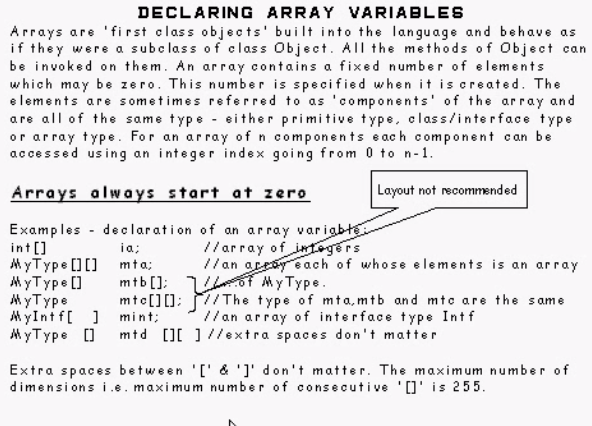 DECLARING ARRAY VARIABLES
Arrays are 'first class objects' built into the language and behave as
if they were a subclass of class Object. All the methods of Object can
be invoked on them. An array contains a fixed number of elements
which may be zero. This number is specified when it is created. The
elements are sometimes referred to as 'components' of the array and
are all of the same type - either primitive type, class/interface type
or array type. For an array of n components each component can be
accessed using an integer index going from 0 to n-1.
Arrays always start at zero
Layout not recommended
Examples - declaration of an array variable:
int[] ia; //array of integers
MyType[][] mta; //an array each of whose elements is an array
MyType[] mtb[]; //...of MyType.
MyType mtc[][]; //The type of mta,mtb and mtc are the same
MyIntf[ ] mint; //an array of interface type Intf
MyType [] mtd [][ ] //extra spaces don't matter
Extra spaces between '[' & ']' don't matter. The maximum number of
dimensions i.e. maximum number of consecutive '[]' is 255.